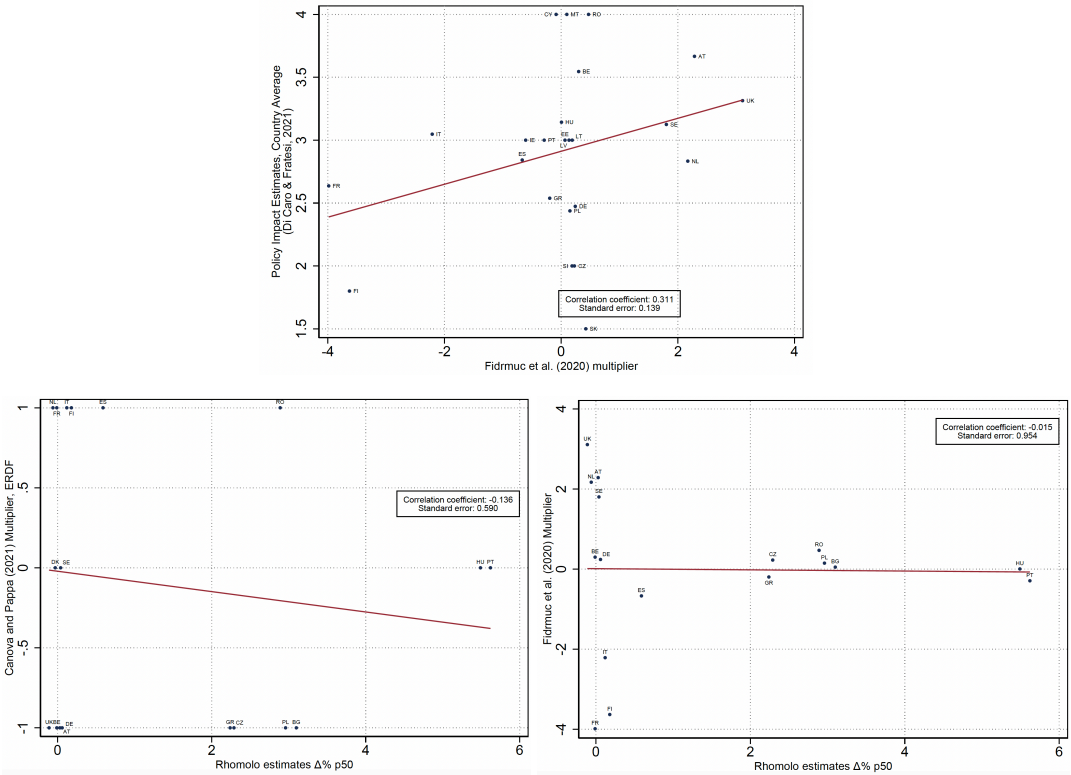 4
3.5
3
2.5
2
1.5
Policy Impact Estimates, Country Average
(Di Caro & Fratesi, 2021)
CY MT RO
AT
BE
UK
HU
SE
IT
IE PT EE LT
LV
ES
NL
FR
GR
DE
PL
SI CZ
FI
SK
Correlation coefficient: 0.311
Standard error: 0.139
-4 -2 0 2 4
Fidrmuc et al. (2020) multiplier
1
.5
0
-.5
-1
Canova and Pappa (2021) Multiplier, ERDF
NL IT ES RO
FR FI
Correlation coefficient: -0.136
Standard error: 0.590
DK SE HU PT
UK BE DE GR CZ PL BG
AT
0 2 4 6
Rhomolo estimates Δ% p50
4
2
0
-2
-4
Fidrmuc et al. (2020) Multiplier
Correlation coefficient: -0.015
Standard error: 0.954
UK
AT
NL
SE
BE DE
RO
CZ PL
BG
HU
GR
PT
ES
IT
FI
FR
0 2 4 6
Rhomolo estimates Δ% p50